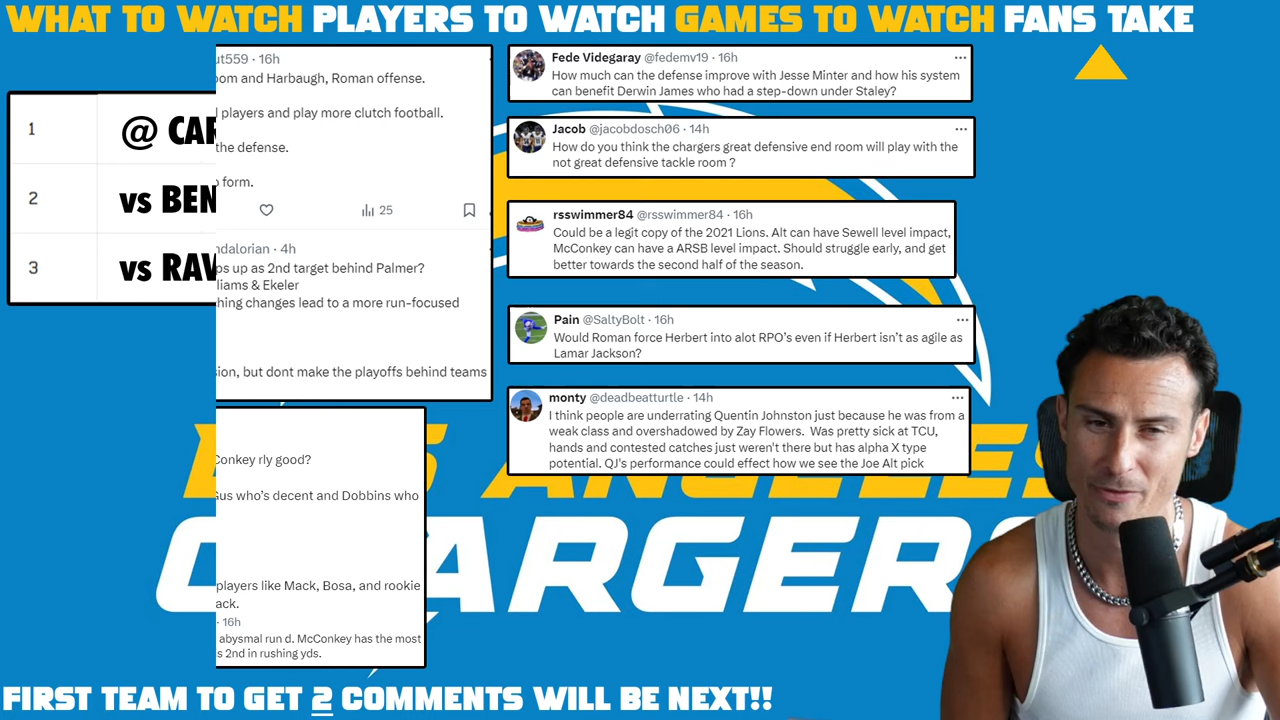 WHAT TO WATCH PLAYERS TO WATCH GAMES TO WATCH FANS TAKE
1 @ CAR
2 vs BEN
3 vs RAV
ut559 · 16h
om and Harbaugh, Roman offense.
players and play more clutch football.
the defense.
form.
25
ndalorian · 4h
ps up as 2nd target behind Palmer?
liams & Ekeler
hing changes lead to a more run-focused
sion, but dont make the playoffs behind teams
Conkey rly good?
Gus who's decent and Dobbins who
players like Mack, Bosa, and rookie
ack.
· 16h
abysmal run d. McConkey has the most
s 2nd in rushing yds.
Fede Videgaray @fedemv19 · 16h
How much can the defense improve with Jesse Minter and how his system
can benefit Derwin James who had a step-down under Staley?
Jacob @jacobdosch06 · 14h
How do you think the chargers great defensive end room will play with the
not great defensive tackle room ?
rsswimmer84 @rsswimmer84 · 16h
Could be a legit copy of the 2021 Lions. Alt can have Sewell level impact,
McConkey can have a ARSB level impact. Should struggle early, and get
better towards the second half of the season.
Pain @SaltyBolt · 16h
Would Roman force Herbert into alot RPO's even if Herbert isn't as agile as
Lamar Jackson?
monty @deadbeatturtle · 14h
I think people are underrating Quentin Johnston just because he was from a
weak class and overshadowed by Zay Flowers. Was pretty sick at TCU,
hands and contested catches just weren't there but has alpha X type
potential. QJ's performance could effect how we see the Joe Alt pick
LOS ANGELES
CHARGERS
FIRST TEAM TO GET 2 COMMENTS WILL BE NEXT!!